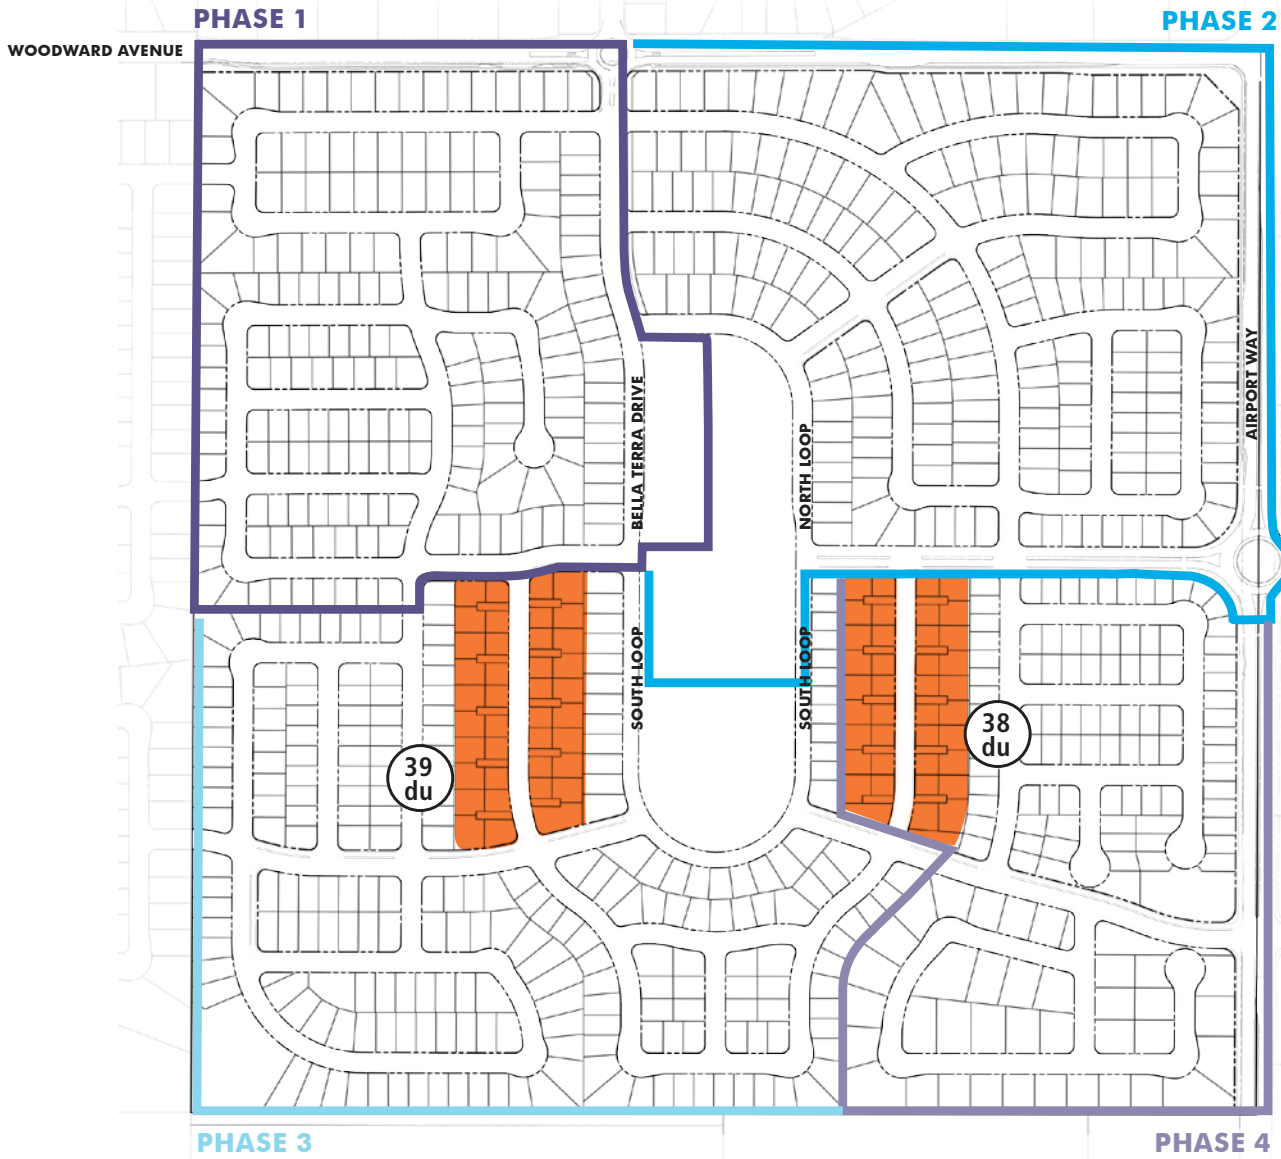 PHASE 1
PHASE 2
WOODWARD AVENUE
AIRPORT WAY
BELLA TERRA DRIVE
NORTH LOOP
SOUTH LOOP
SOUTH LOOP
38
du
39
du
PHASE 3
PHASE 4